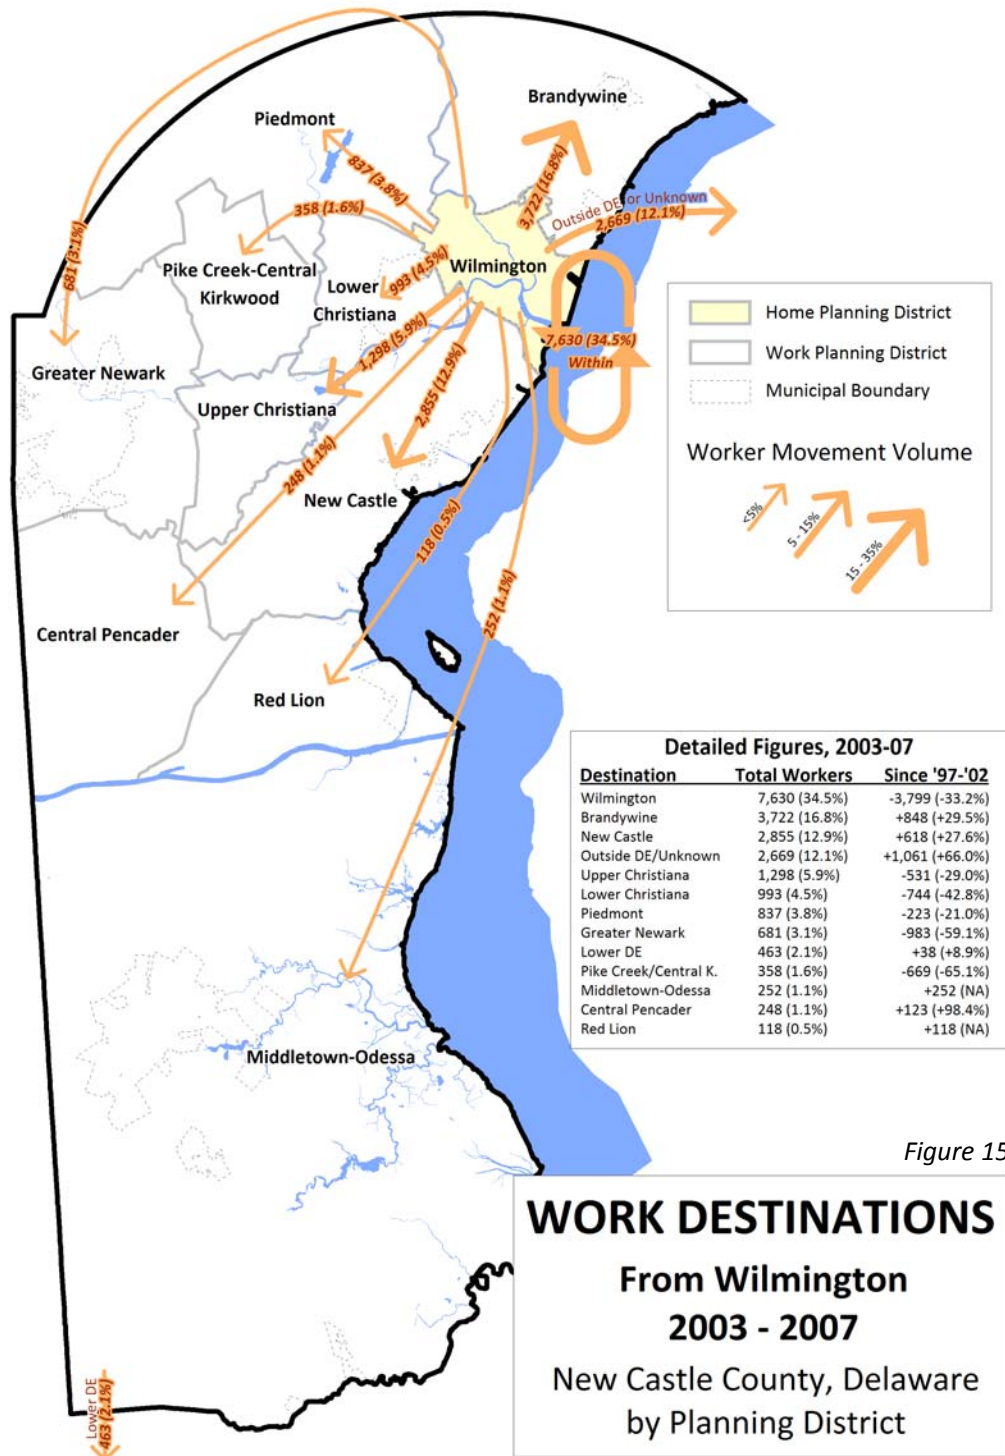 Brandywine
Piedmont
837 (3.8%)
3,722 (16.8%)
358 (1.6%)
Outside DE or Unknown
2,669 (12.1%)
681 (3.1%)
Pike Creek-Central
Kirkwood
Wilmington
993 (4.5%)
Lower
Christiana
7,630 (34.5%)
Within
Home Planning District
Work Planning District
Municipal Boundary
Worker Movement Volume
<5%
5 - 15%
15 - 35%
Greater Newark
1,298 (5.9%)
Upper Christiana
2,855 (12.9%)
248 (1.1%)
New Castle
118 (0.5%)
252 (1.1%)
Central Pencader
Red Lion
Detailed Figures, 2003-07
Destination Total Workers Since '97-'02
Wilmington 7,630 (34.5%) -3,799 (-33.2%)
Brandywine 3,722 (16.8%) +848 (+29.5%)
New Castle 2,855 (12.9%) +618 (+27.6%)
Outside DE/Unknown 2,669 (12.1%) +1,061 (+66.0%)
Upper Christiana 1,298 (5.9%) -531 (-29.0%)
Lower Christiana 993 (4.5%) -744 (-42.8%)
Piedmont 837 (3.8%) -223 (-21.0%)
Greater Newark 681 (3.1%) -983 (-59.1%)
Lower DE 463 (2.1%) +38 (+8.9%)
Pike Creek/Central K. 358 (1.6%) -669 (-65.1%)
Middletown-Odessa 252 (1.1%) +252 (NA)
Central Pencader 248 (1.1%) +123 (+98.4%)
Red Lion 118 (0.5%) +118 (NA)
Middletown-Odessa
Figure 15
WORK DESTINATIONS
From Wilmington
2003 - 2007
New Castle County, Delaware
by Planning District
Lower DE
463 (2.1%)